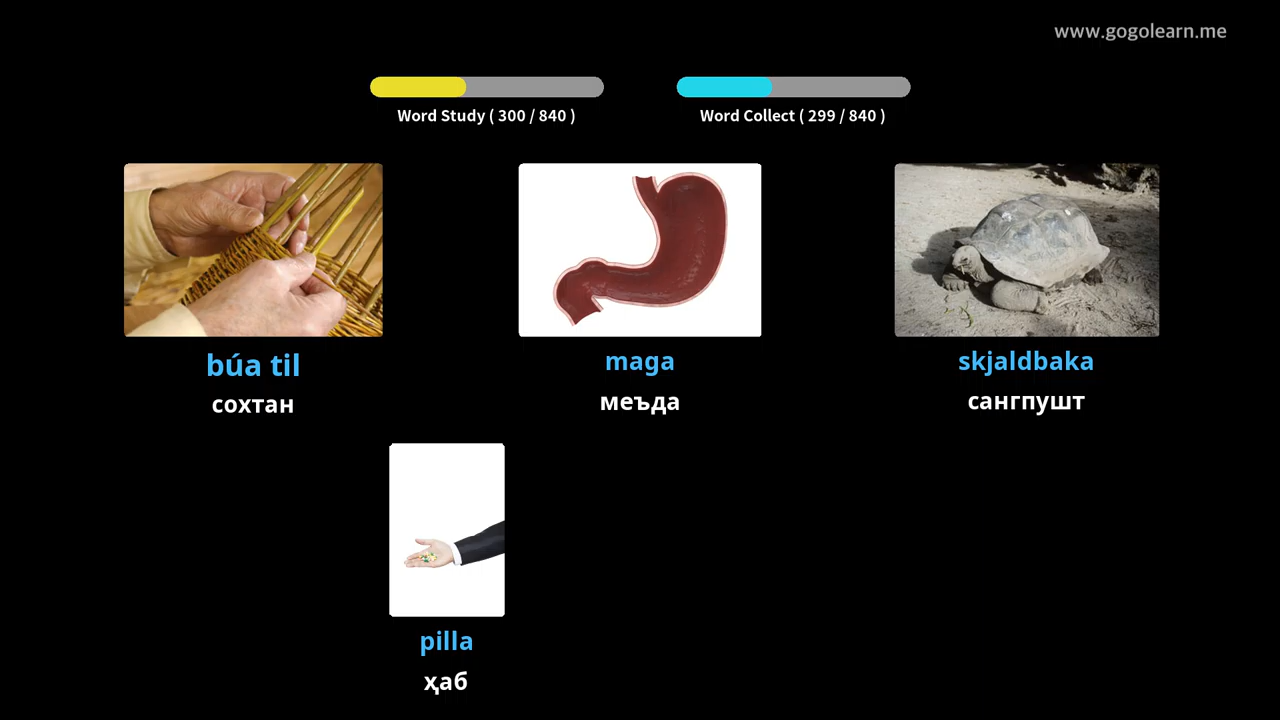 www.gogolearn.me
Word Study ( 300 / 840 )
Word Collect ( 299 / 840 )
búa til
сохтан
maga
меъда
skjaldbaka
сангпушт
pilla
ҳаб